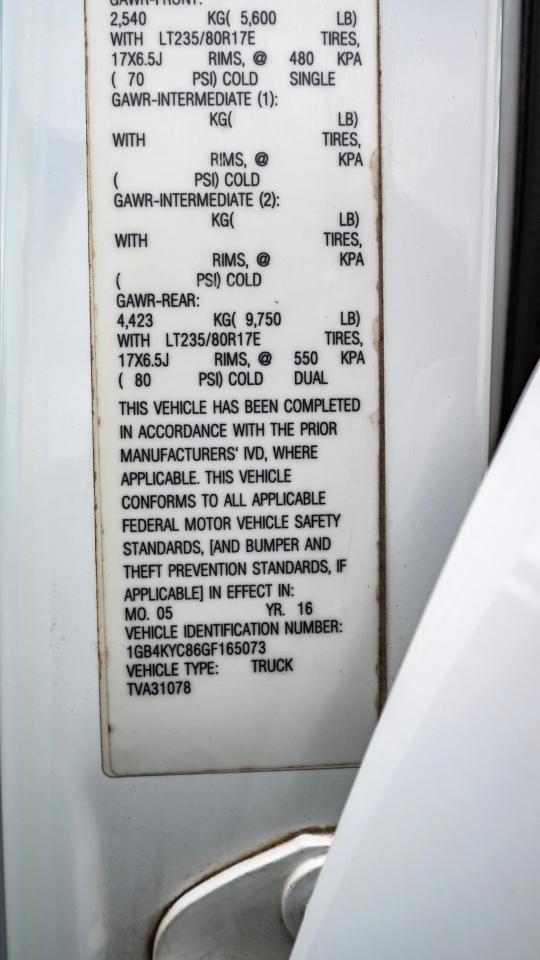 GAWR-FRONT:
2,540 KG( 5,600 LB)
WITH LT235/80R17E TIRES,
17X6.5J RIMS, @ 480 KPA
( 70 PSI) COLD SINGLE
GAWR-INTERMEDIATE (1):
KG( LB)
WITH TIRES,
RIMS, @ KPA
( PSI) COLD
GAWR-INTERMEDIATE (2):
KG( LB)
WITH TIRES,
RIMS, @ KPA
( PSI) COLD
GAWR-REAR:
4,423 KG( 9,750 LB)
WITH LT235/80R17E TIRES,
17X6.5J RIMS, @ 550 KPA
( 80 PSI) COLD DUAL
THIS VEHICLE HAS BEEN COMPLETED
IN ACCORDANCE WITH THE PRIOR
MANUFACTURERS' IVD, WHERE
APPLICABLE. THIS VEHICLE
CONFORMS TO ALL APPLICABLE
FEDERAL MOTOR VEHICLE SAFETY
STANDARDS, [AND BUMPER AND
THEFT PREVENTION STANDARDS, IF
APPLICABLE] IN EFFECT IN:
MO. 05 YR. 16
VEHICLE IDENTIFICATION NUMBER:
1GB4KYC86GF165073
VEHICLE TYPE: TRUCK
TVA31078